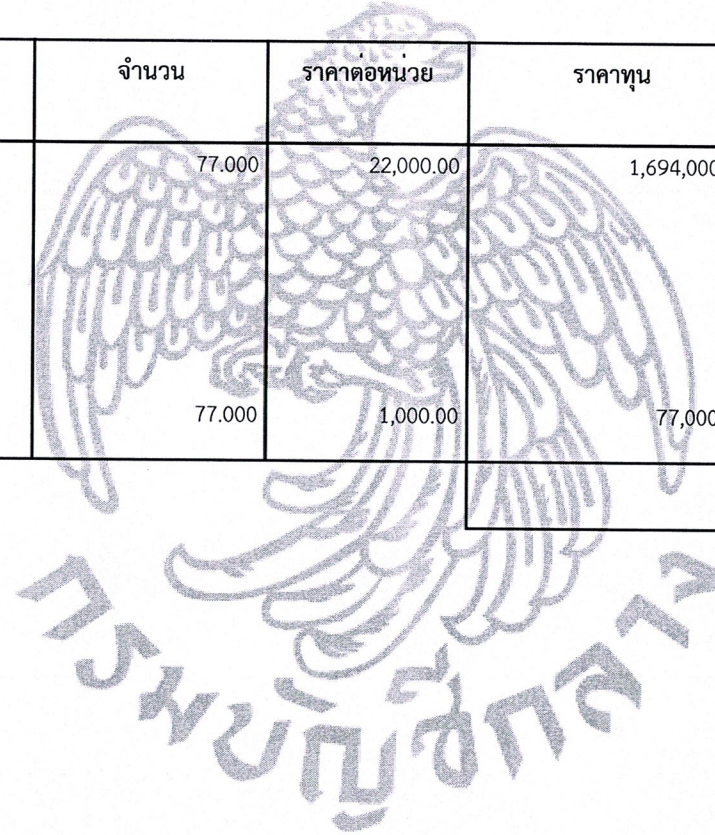 จำนวน ราคาต่อหน่วย ราคาทุน
77.000 22,000.00 1,694,000
77.000 1,000.00 77,000
กรมบัญชีกลาง